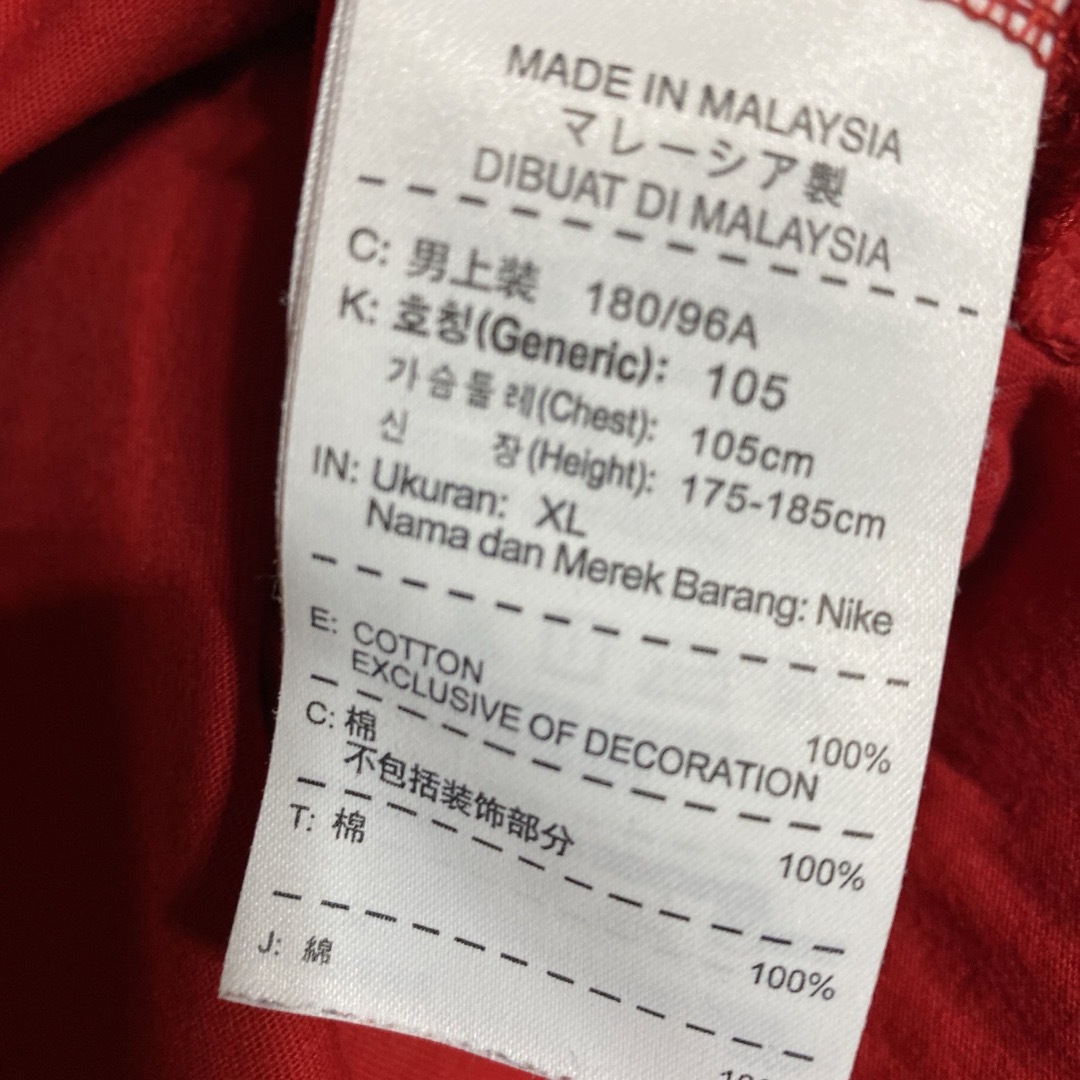 MADE IN MALAYSIA
マレーシア製
DIBUAT DI MALAYSIA
C: 男上装 180/96A
K: 호칭(Generic): 105
가슴둘레(Chest): 105cm
신 장(Height): 175-185cm
IN: Ukuran: XL
Nama dan Merek Barang: Nike
E: COTTON 100%
EXCLUSIVE OF DECORATION
C: 棉 100%
不包括装饰部分
T: 棉 100%
J: 綿